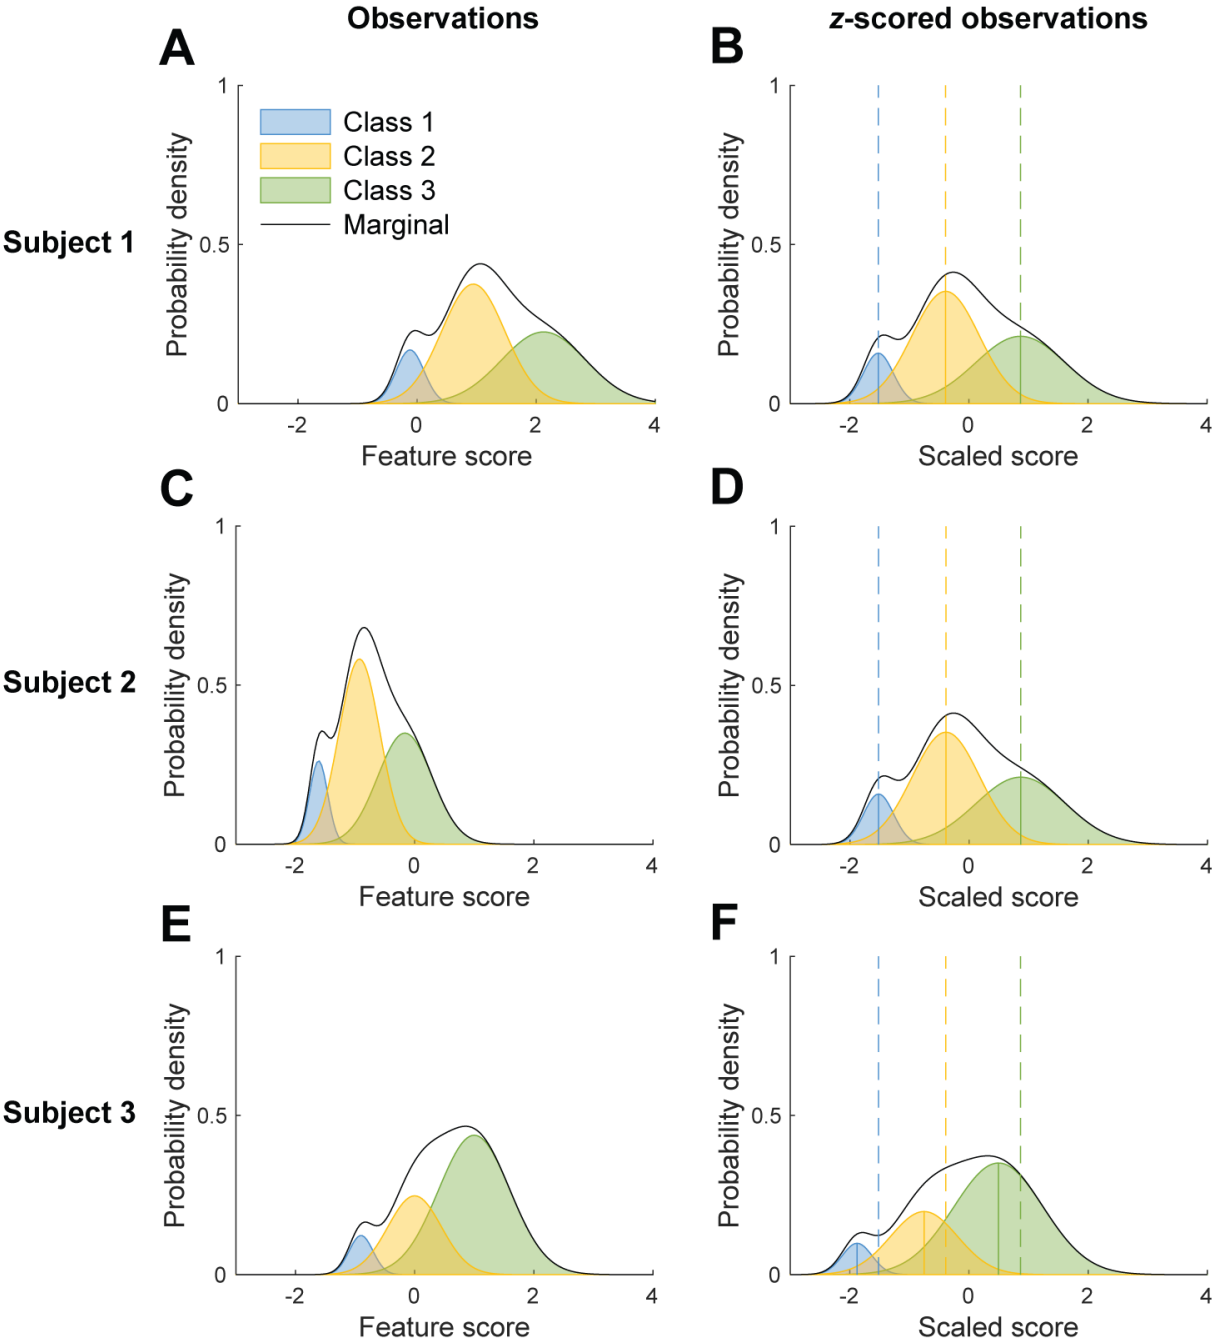 Observations
z-scored observations
A
B
Subject 1
Probability density
1
0.5
0
Class 1
Class 2
Class 3
Marginal
-2
0
2
4
Feature score
Probability density
1
0.5
0
-2
0
2
4
Scaled score
C
D
Subject 2
Probability density
1
0.5
0
-2
0
2
4
Feature score
Probability density
1
0.5
0
-2
0
2
4
Scaled score
E
F
Subject 3
Probability density
1
0.5
0
-2
0
2
4
Feature score
Probability density
1
0.5
0
-2
0
2
4
Scaled score